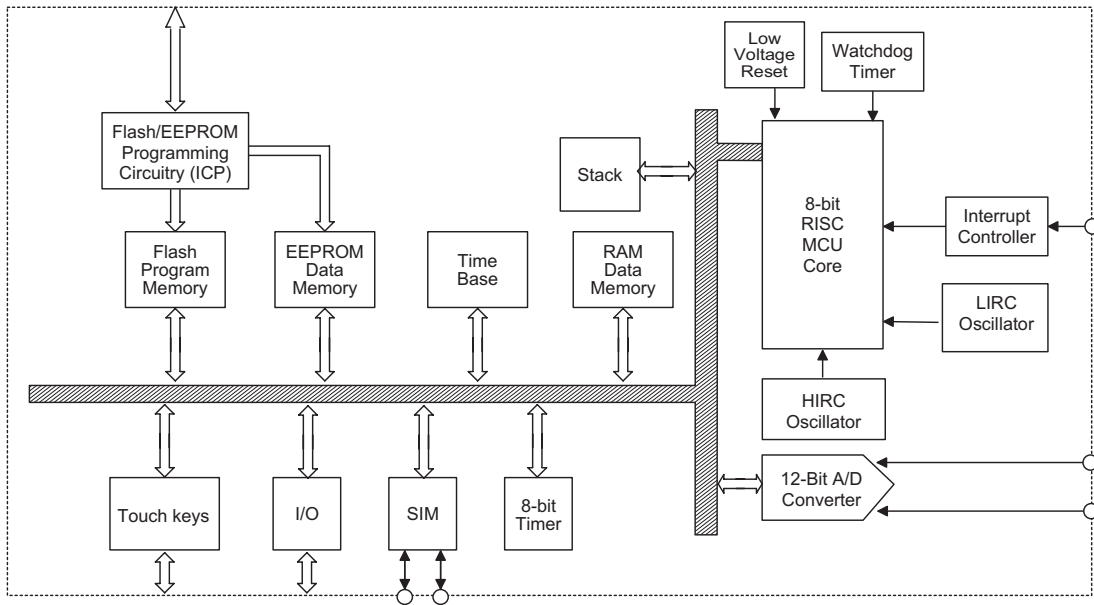 Low
Voltage
Reset
Watchdog
Timer
Flash/EEPROM
Programming
Circuitry (ICP)
Stack
8-bit
RISC
MCU
Core
Interrupt
Controller
Flash
Program
Memory
EEPROM
Data
Memory
Time
Base
RAM
Data
Memory
LIRC
Oscillator
HIRC
Oscillator
Touch keys
I/O
SIM
8-bit
Timer
12-Bit A/D
Converter